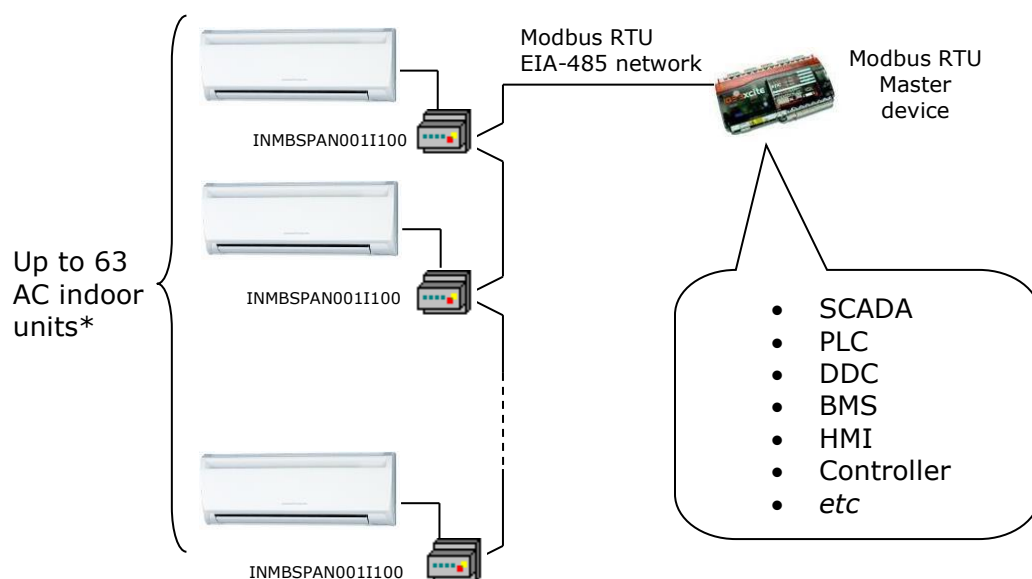 Modbus RTU
EIA-485 network
Modbus RTU
Master
device
INMBSPAN001I100
INMBSPAN001I100
Up to 63
AC indoor
units*
• SCADA
• PLC
• DDC
• BMS
• HMI
• Controller
• etc
INMBSPAN001I100